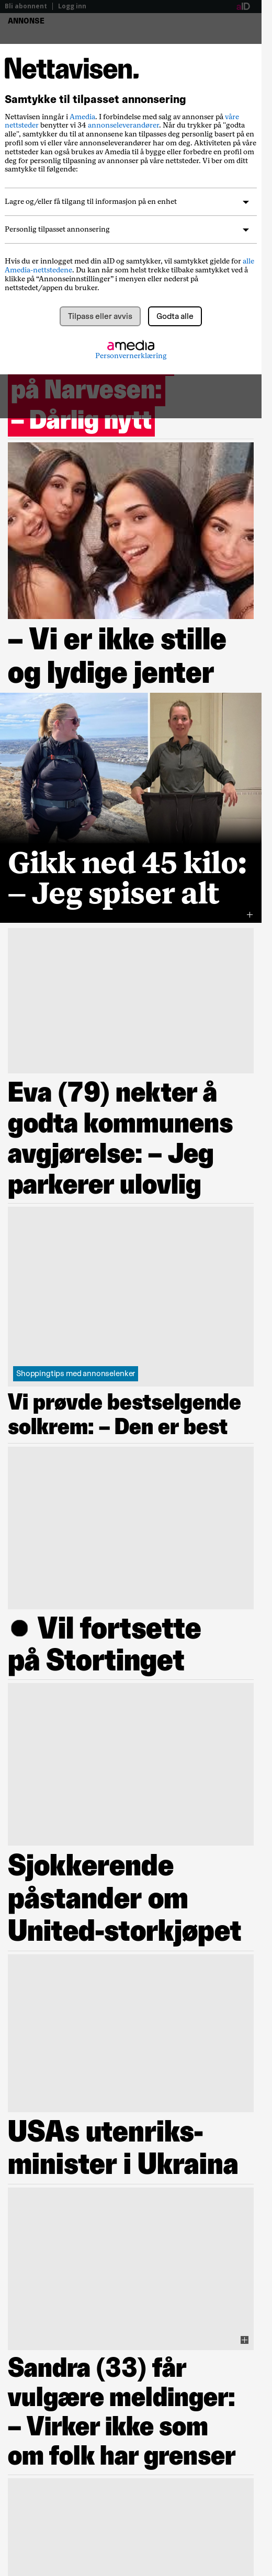 Bli abonnent | Logg inn
aID
ANNONSE
Nettavisen.
Samtykke til tilpasset annonsering
Nettavisen inngår i Amedia. I forbindelse med salg av annonser på våre
nettsteder benytter vi 34 annonseleverandører. Når du trykker på "godta
alle", samtykker du til at annonsene kan tilpasses deg personlig basert på en
profil som vi eller våre annonseleverandører har om deg. Aktiviteten på våre
nettsteder kan også brukes av Amedia til å bygge eller forbedre en profil om
deg for personlig tilpasning av annonser på våre nettsteder. Vi ber om ditt
samtykke til følgende:
Lagre og/eller få tilgang til informasjon på en enhet
Personlig tilpasset annonsering
Hvis du er innlogget med din aID og samtykker, vil samtykket gjelde for alle
Amedia-nettstedene. Du kan når som helst trekke tilbake samtykket ved å
klikke på “Annonseinnstillinger” i menyen eller nederst på
nettstedet/appen du bruker.
Tilpass eller avvis
Godta alle
amedia
Personvernerklæring
på Narvesen:
– Dårlig nytt
– Vi er ikke stille
og lydige jenter
Gikk ned 45 kilo:
– Jeg spiser alt
Eva (79) nekter å
godta kommunens
avgjørelse: – Jeg
parkerer ulovlig
Shoppingtips med annonselenker
Vi prøvde bestselgende
solkrem: – Den er best
● Vil fortsette
på Stortinget
Sjokkerende
påstander om
United-storkjøpet
USAs utenriks-
minister i Ukraina
Sandra (33) får
vulgære meldinger:
– Virker ikke som
om folk har grenser